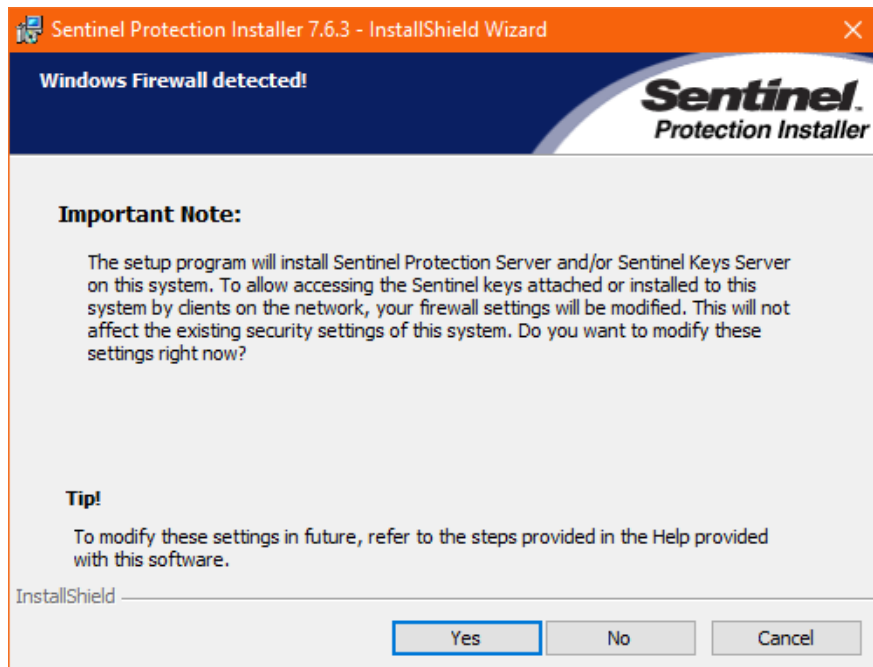 Sentinel Protection Installer 7.6.3 - InstallShield Wizard
Windows Firewall detected!
Sentinel.
Protection Installer
Important Note:
The setup program will install Sentinel Protection Server and/or Sentinel Keys Server
on this system. To allow accessing the Sentinel keys attached or installed to this
system by clients on the network, your firewall settings will be modified. This will not
affect the existing security settings of this system. Do you want to modify these
settings right now?
Tip!
To modify these settings in future, refer to the steps provided in the Help provided
with this software.
InstallShield
Yes No Cancel